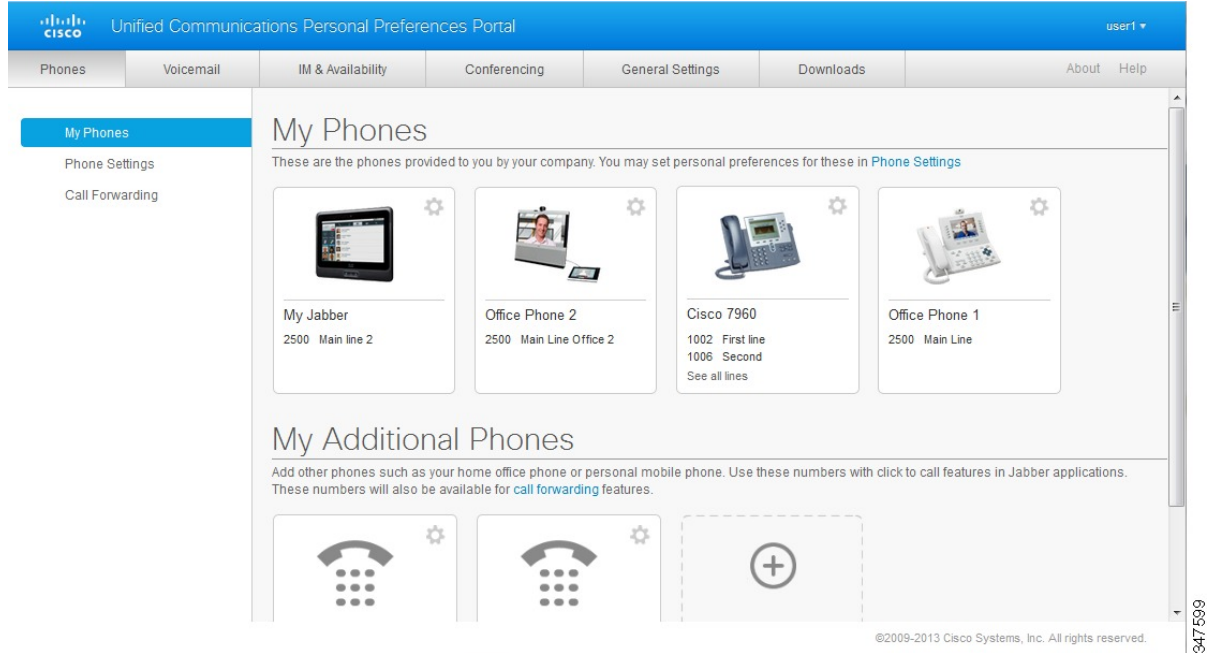 cisco Unified Communications Personal Preferences Portal
user1
Phones
Voicemail
IM & Availability
Conferencing
General Settings
Downloads
About
Help
My Phones
Phone Settings
Call Forwarding
My Phones
These are the phones provided to you by your company. You may set personal preferences for these in Phone Settings
My Jabber
2500 Main line 2
Office Phone 2
2500 Main Line Office 2
Cisco 7960
1002 First line
1006 Second
See all lines
Office Phone 1
2500 Main Line
My Additional Phones
Add other phones such as your home office phone or personal mobile phone. Use these numbers with click to call features in Jabber applications.
These numbers will also be available for call forwarding features.
©2009-2013 Cisco Systems, Inc. All rights reserved.
347599